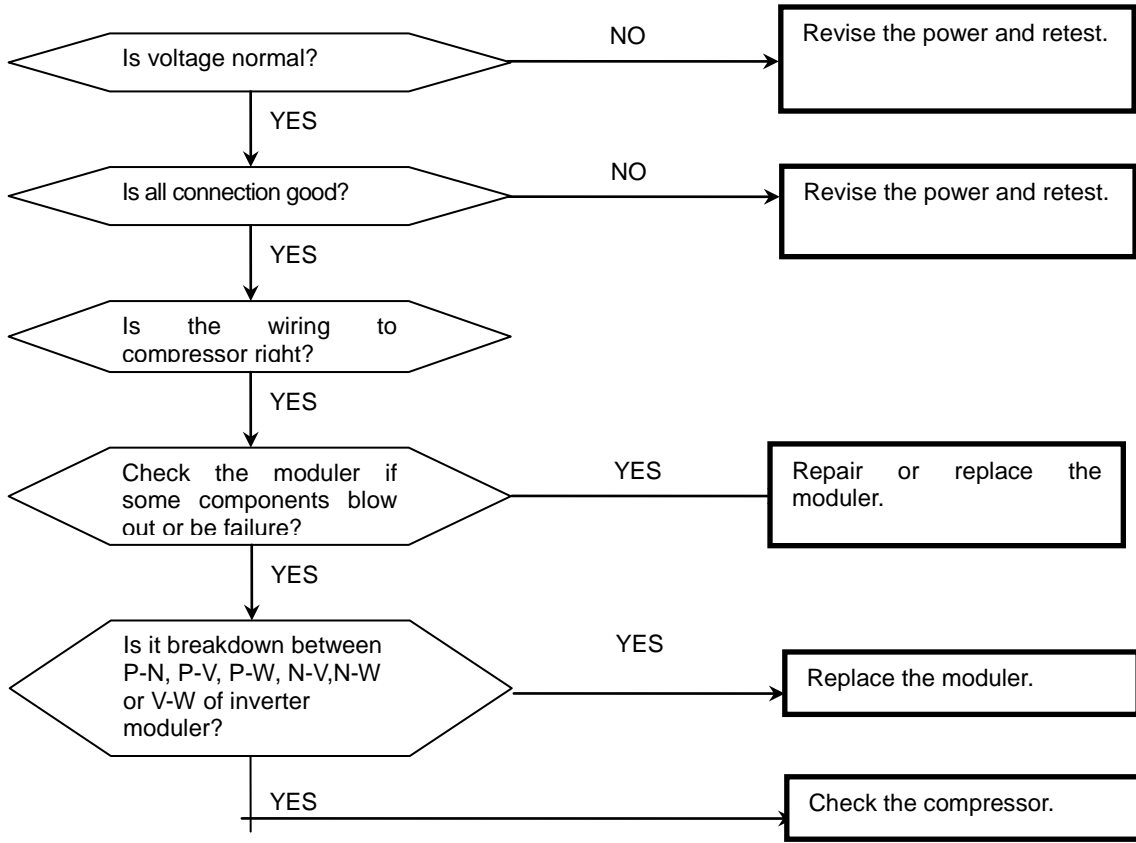 Is voltage normal?
NO
Revise the power and retest.
YES
Is all connection good?
NO
Revise the power and retest.
YES
Is the wiring to
compressor right?
YES
Check the moduler if
some components blow
out or be failure?
YES
Repair or replace the
moduler.
YES
Is it breakdown between
P-N, P-V, P-W, N-V,N-W
or V-W of inverter
moduler?
YES
Replace the moduler.
YES
Check the compressor.